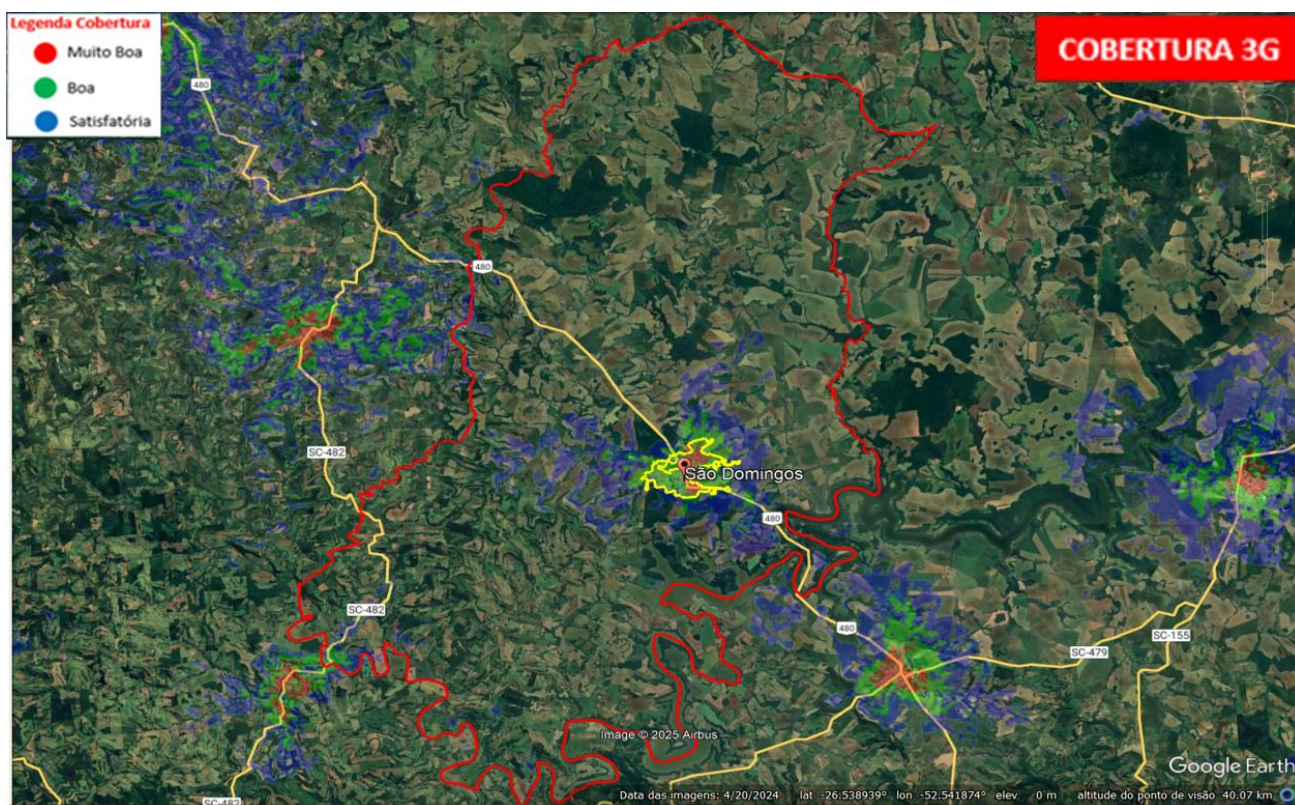 Legenda Cobertura
Muito Boa
Boa
Satisfatória
COBERTURA 3G
480
480
SC-482
São Domingos
480
SC-482
480
SC-155
SC-479
Image © 2025 Airbus
Google Earth
SC-482
Data das imagens: 4/20/2024 lat -26.538939° lon -52.541874° elev 0 m altitude do ponto de visão 40.07 km